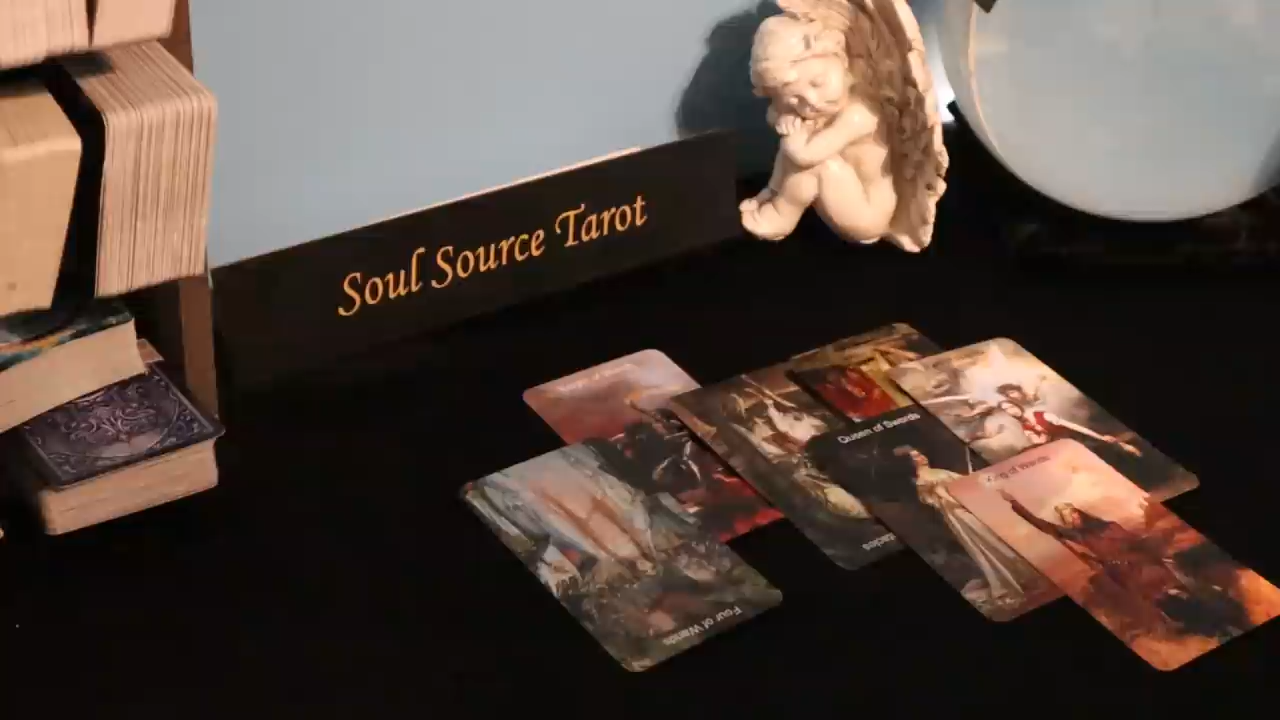 Soul Source Tarot
Queen of Swords
King of Wands
Four of Wands